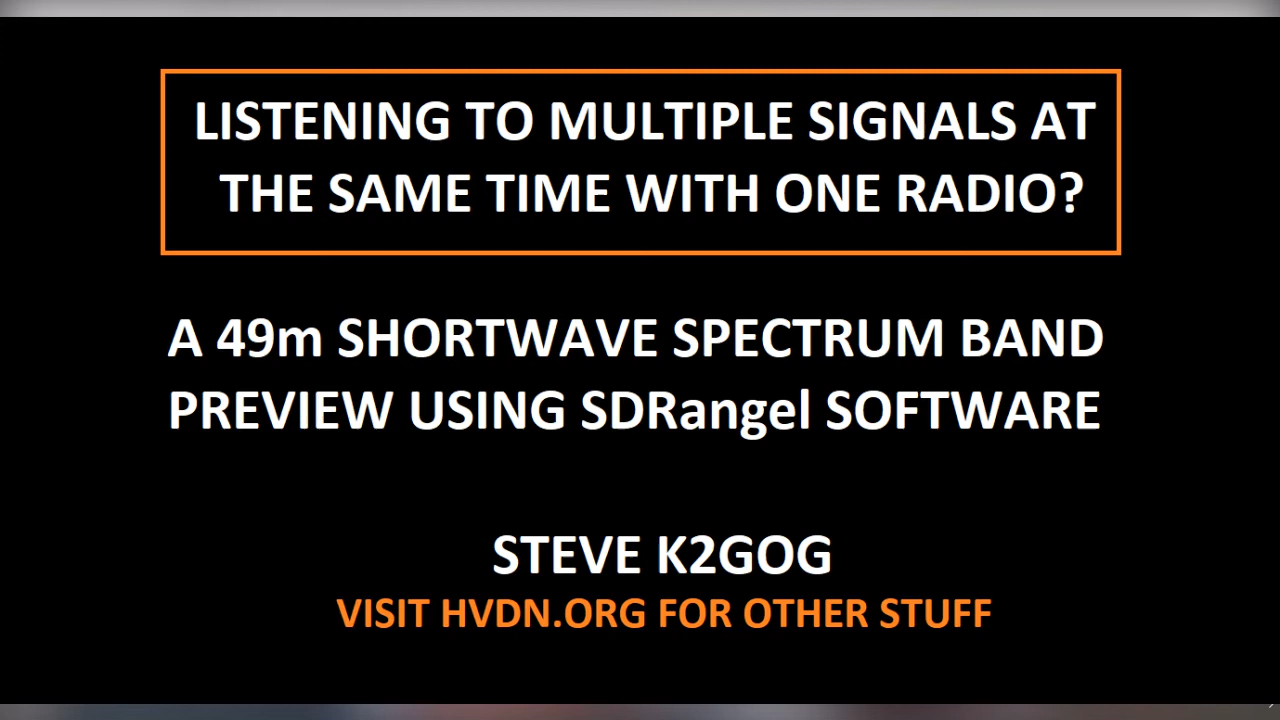 LISTENING TO MULTIPLE SIGNALS AT
THE SAME TIME WITH ONE RADIO?
A 49m SHORTWAVE SPECTRUM BAND
PREVIEW USING SDRangel SOFTWARE
STEVE K2GOG
VISIT HVDN.ORG FOR OTHER STUFF